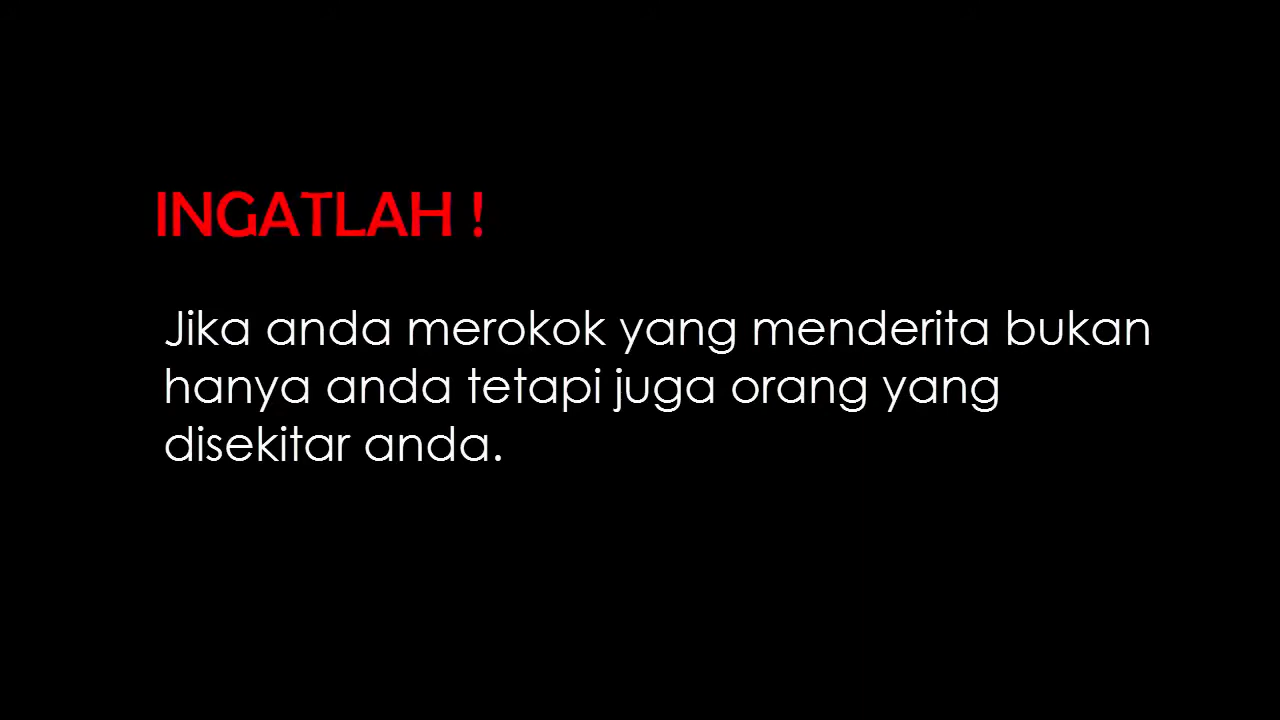 INGATLAH !
Jika anda merokok yang menderita bukan
hanya anda tetapi juga orang yang
disekitar anda.